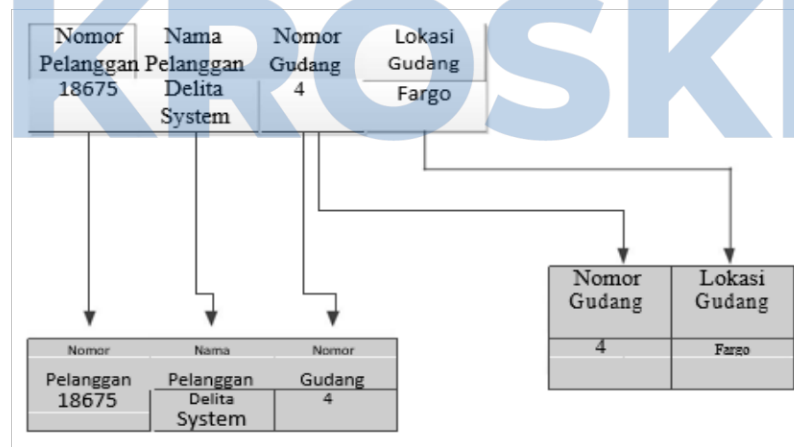 KROSKI
Nomor Nama Nomor Lokasi
Pelanggan Pelanggan Gudang Gudang
18675 Delita 4 Fargo
System
Nomor Lokasi
Gudang Gudang
4 Fargo
Nomor Nama Nomor
Pelanggan Pelanggan Gudang
18675 Delita 4
System